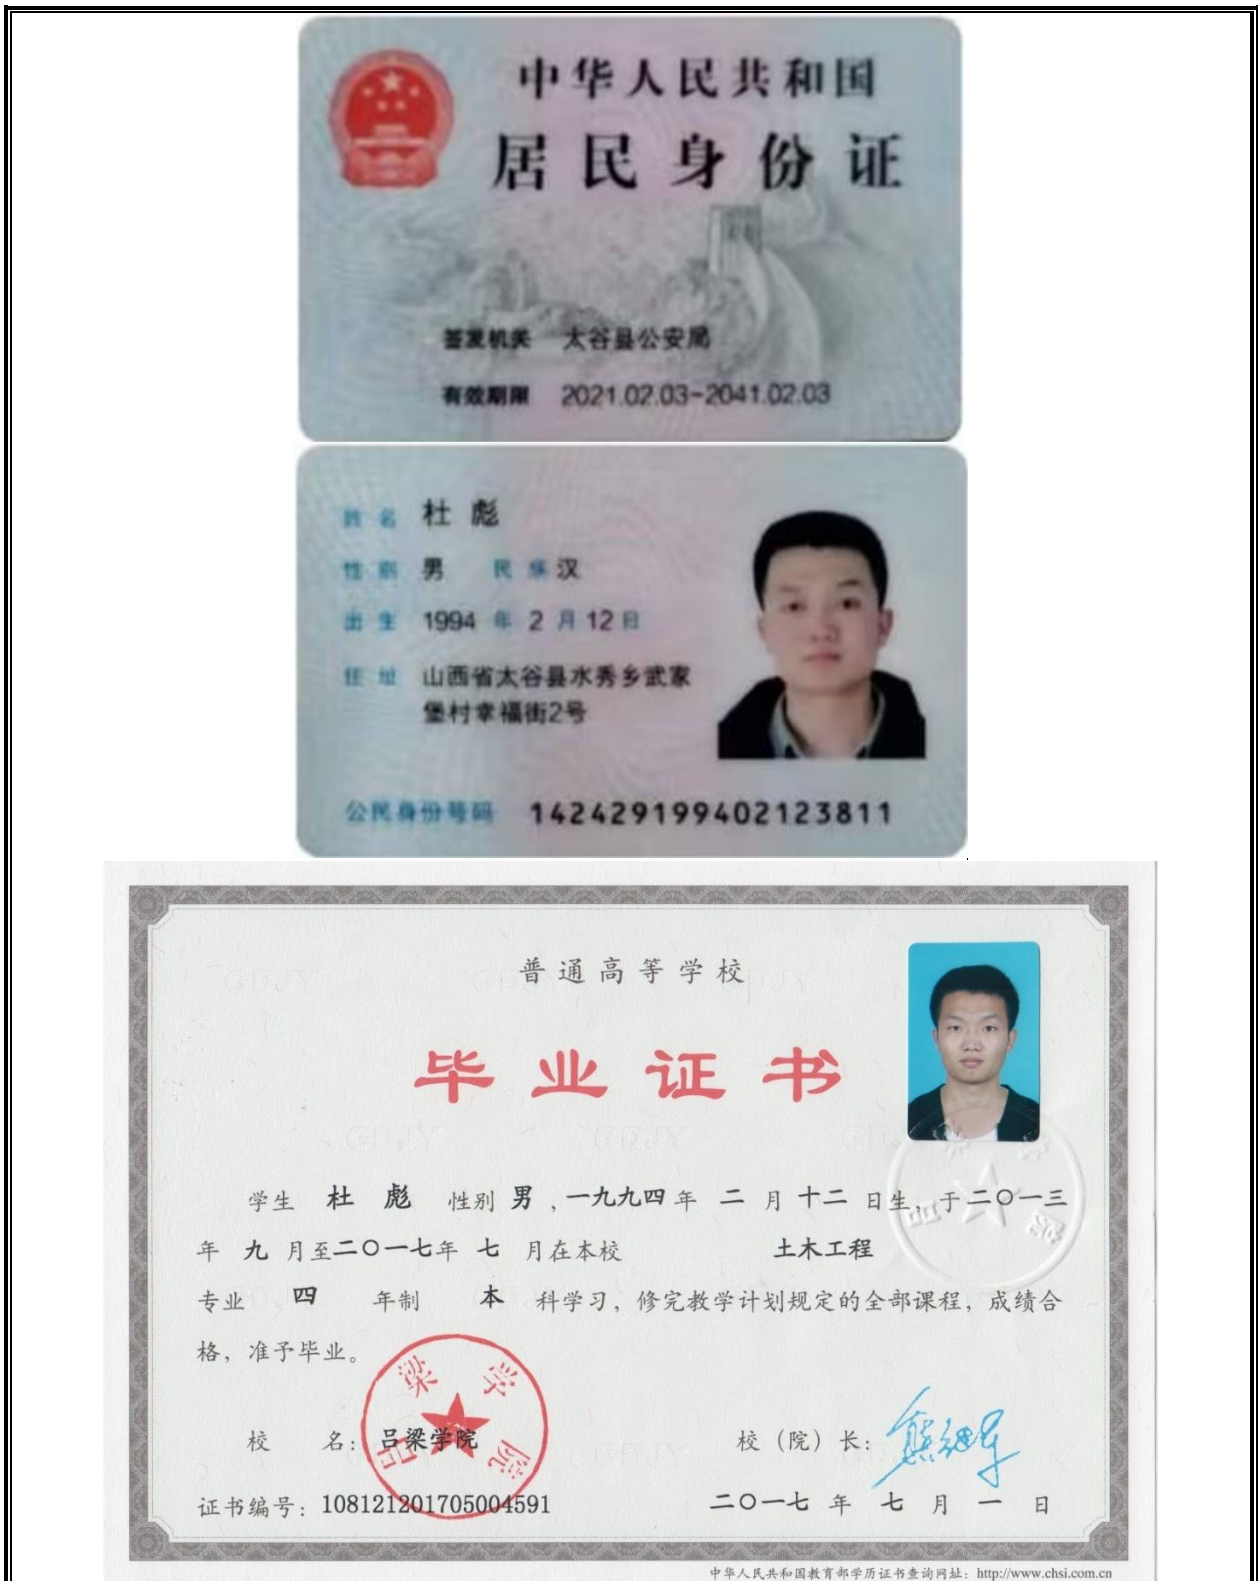 中华人民共和国
居民身份证
签发机关 太谷县公安局
有效期限 2021.02.03-2041.02.03
姓名 杜彪
性别 男 民族 汉
出生 1994 年 2 月 12 日
住址 山西省太谷县水秀乡武家
堡村幸福街2号
公民身份号码 142429199402123811
普通高等学校
毕业证书
学生 杜彪 性别 男，一九九四年 二 月 十二 日生，于二〇一三
年 九 月至二〇一七年 七 月在本校 土木工程
专业 四 年制 本 科学习，修完教学计划规定的全部课程，成绩合
格，准予毕业。
吕梁学院
校 名：吕梁学院 校（院）长：
证书编号：108121201705004591 二〇一七 年 七 月 一 日
中华人民共和国教育部学历证书查询网址：http://www.chsi.com.cn